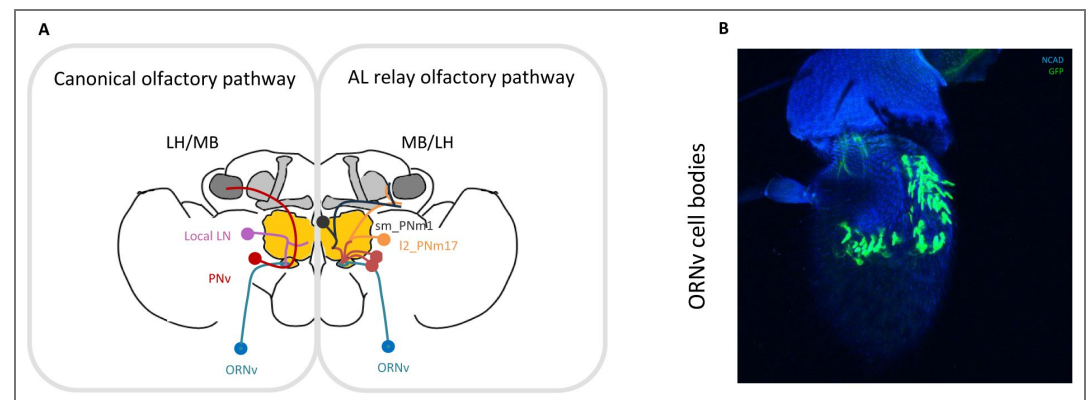 A
B
Canonical olfactory pathway
AL relay olfactory pathway
NCAD
GFP
LH/MB
MB/LH
Local LN
sm_PNm1
l2_PNm17
PNv
ORNv
ORNv
ORNv cell bodies